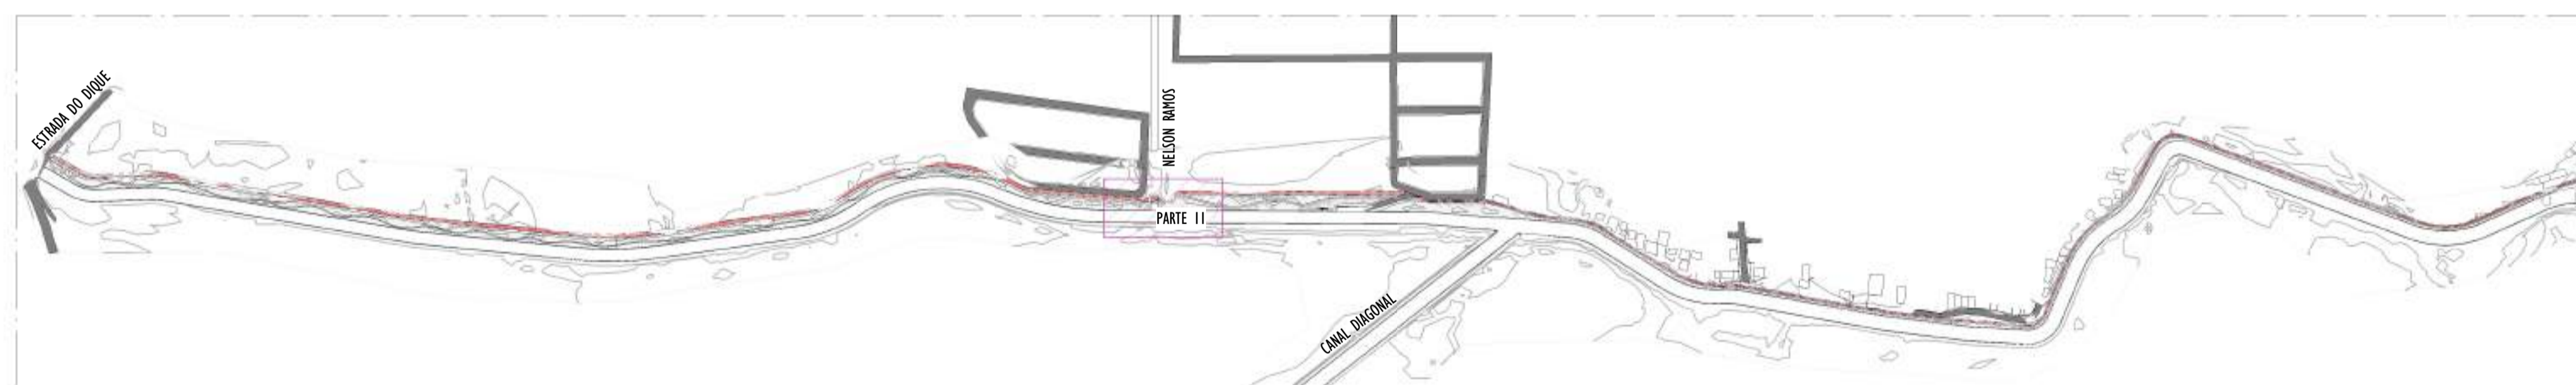 ESTRADA DO DIQUE
NELSON RAMOS
PARTE II
CANAL DIAGONAL